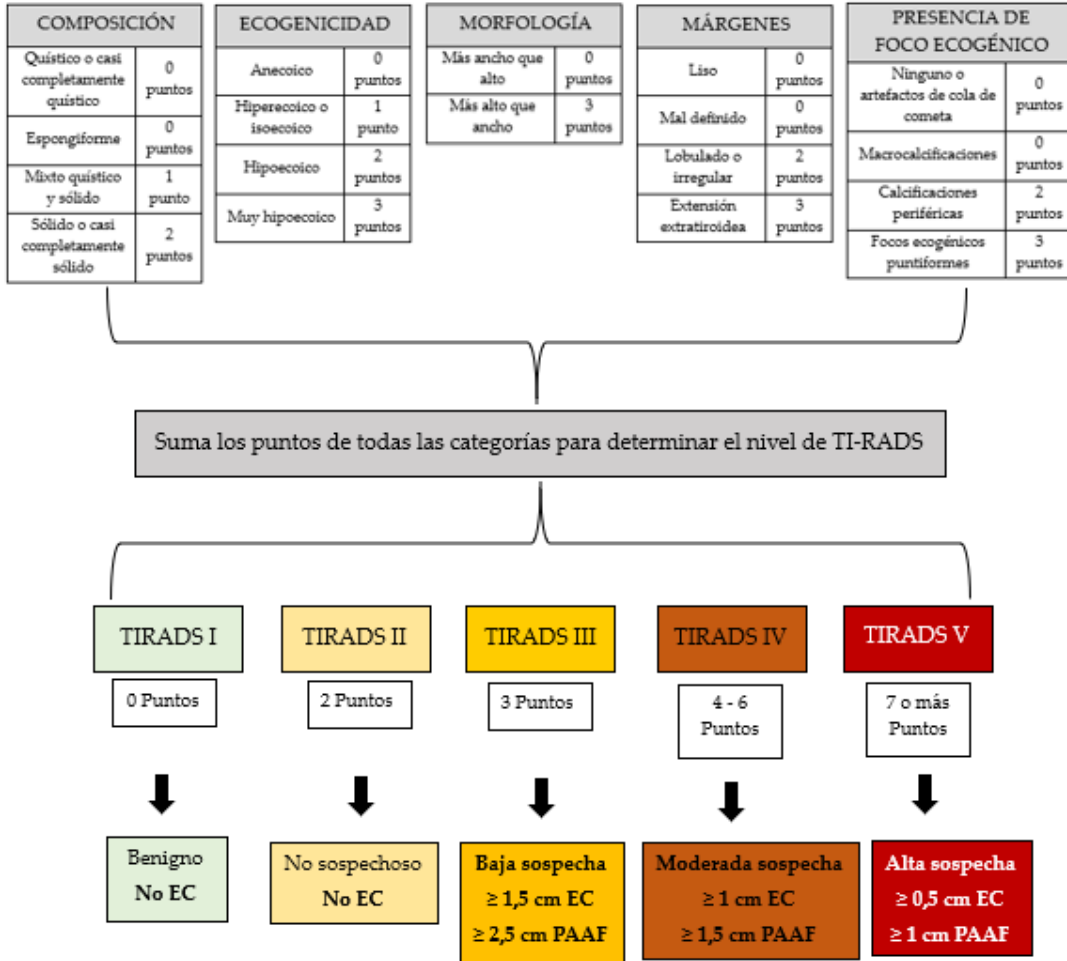 COMPOSICIÓN
Quístico o casi
completamente
quístico
0
puntos
Espongiforme
0
puntos
Mixto quístico
y sólido
1
punto
Sólido o casi
completamente
sólido
2
puntos
ECOGENICIDAD
Anecoico
0
puntos
Hiperecoico o
isoecoico
1
punto
Hipoecoico
2
puntos
Muy hipoecoico
3
puntos
MORFOLOGÍA
Más ancho que
alto
0
puntos
Más alto que
ancho
3
puntos
MÁRGENES
Liso
0
puntos
Mal definido
0
puntos
Lobulado o
irregular
2
puntos
Extensión
extratiroidea
3
puntos
PRESENCIA DE
FOCO ECOGÉNICO
Ninguno o
artefactos de cola de
cometa
0
puntos
Macrocalcificaciones
0
puntos
Calcificaciones
periféricas
2
puntos
Focos ecogénicos
puntiformes
3
puntos
Suma los puntos de todas las categorías para determinar el nivel de TI-RADS
TIRADS I
0 Puntos
Benigno
No EC
TIRADS II
2 Puntos
No sospechoso
No EC
TIRADS III
3 Puntos
Baja sospecha
≥ 1,5 cm EC
≥ 2,5 cm PAAF
TIRADS IV
4 - 6
Puntos
Moderada sospecha
≥ 1 cm EC
≥ 1,5 cm PAAF
TIRADS V
7 o más
Puntos
Alta sospecha
≥ 0,5 cm EC
≥ 1 cm PAAF